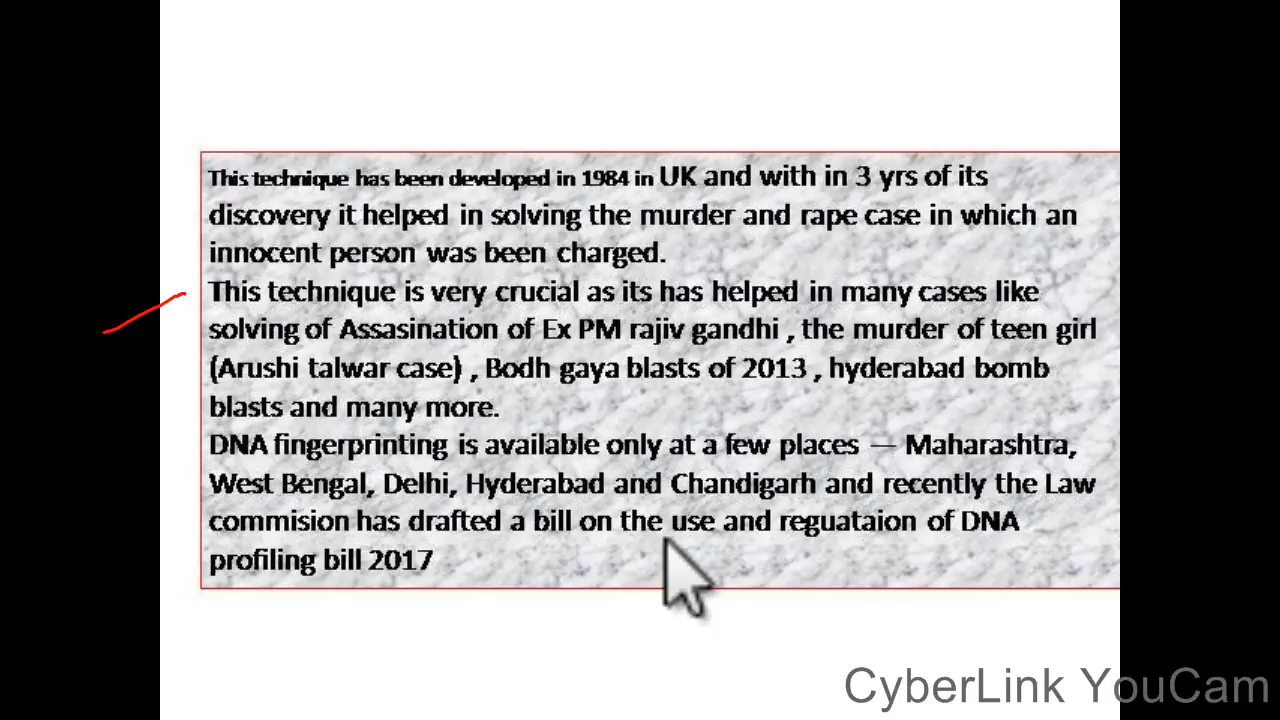 This technique has been developed in 1984 in UK and with in 3 yrs of its
discovery it helped in solving the murder and rape case in which an
innocent person was been charged.
This technique is very crucial as its has helped in many cases like
solving of Assasination of Ex PM rajiv gandhi , the murder of teen girl
(Arushi talwar case) , Bodh gaya blasts of 2013 , hyderabad bomb
blasts and many more.
DNA fingerprinting is available only at a few places — Maharashtra,
West Bengal, Delhi, Hyderabad and Chandigarh and recently the Law
commision has drafted a bill on the use and reguataion of DNA
profiling bill 2017
CyberLink YouCam